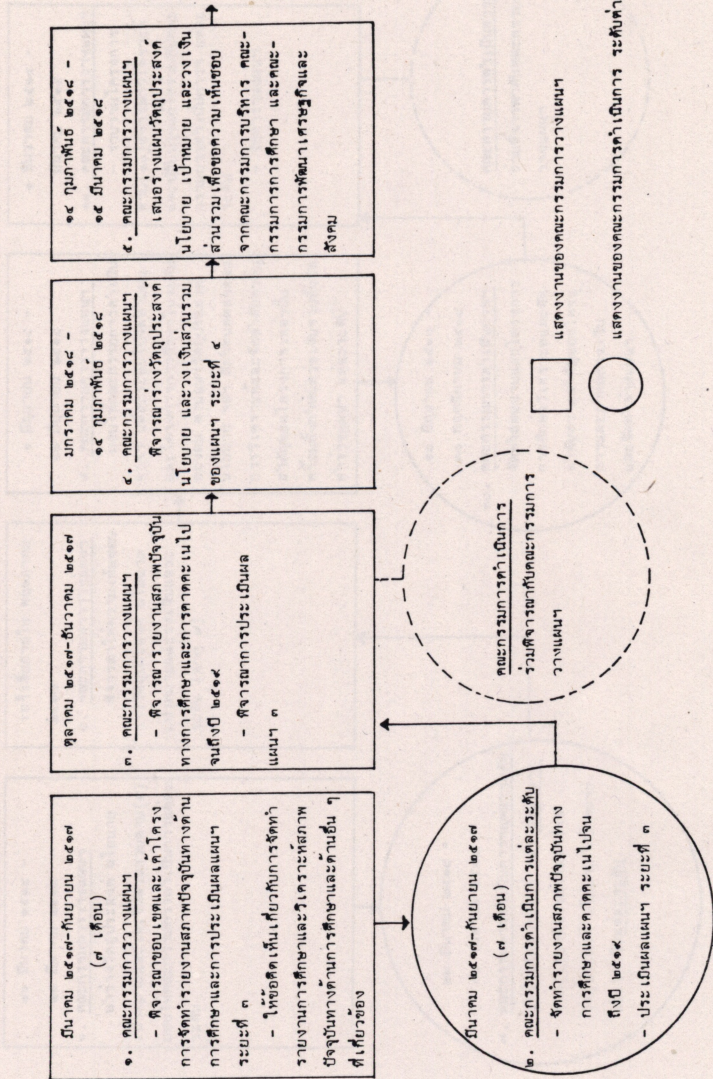 มีนาคม ๒๕๑๗-กันยายน ๒๕๑๗
(๗ เดือน)
๑. คณะกรรมการวางแผนฯ
- พิจารณาขอบเขตและเค้าโครง
การจัดทำรายงานสภาพปัจจุบันทางด้าน
การศึกษาและการประเมินผลแผนฯ
ระยะที่ ๓
- ให้ข้อคิดเห็นเกี่ยวกับการจัดทำ
รายงานการศึกษาและวิเคราะห์สภาพ
ปัจจุบันทางด้านการศึกษาและด้านอื่น ๆ
ที่เกี่ยวข้อง
มีนาคม ๒๕๑๗-กันยายน ๒๕๑๗
(๗ เดือน)
๒. คณะกรรมการดำเนินการแต่ละระดับ
- จัดทำรายงานสภาพปัจจุบันทาง
การศึกษาและคาดคะเนไปจน
ถึงปี ๒๕๑๙
- ประเมินผลแผนฯ ระยะที่ ๓
ตุลาคม ๒๕๑๗-ธันวาคม ๒๕๑๗
๓. คณะกรรมการวางแผนฯ
- พิจารณารายงานสภาพปัจจุบัน
ทางการศึกษาและการคาดคะเนไป
จนถึงปี ๒๕๑๙
- พิจารณาการประเมินผล
แผนฯ ๓
คณะกรรมการดำเนินการ
ร่วมพิจารณากับคณะกรรมการ
วางแผนฯ
มกราคม ๒๕๑๘ -
๑๔ กุมภาพันธ์ ๒๕๑๘
๔. คณะกรรมการวางแผนฯ
พิจารณาร่างวัตถุประสงค์
นโยบาย และวงเงินส่วนรวม
ของแผนฯ ระยะที่ ๔
๑๔ กุมภาพันธ์ ๒๕๑๘ -
๑๕ มีนาคม ๒๕๑๘
๕. คณะกรรมการวางแผนฯ
เสนอร่างแผนวัตถุประสงค์
นโยบาย เป้าหมาย และวงเงิน
ส่วนรวมเพื่อขอความเห็นชอบ
จากคณะกรรมการบริหาร คณะ-
กรรมการการศึกษา และคณะ-
กรรมการพัฒนาเศรษฐกิจและ
สังคม
แสดงงานของคณะกรรมการวางแผนฯ
แสดงงานของคณะกรรมการดำเนินการ ระดับต่าง